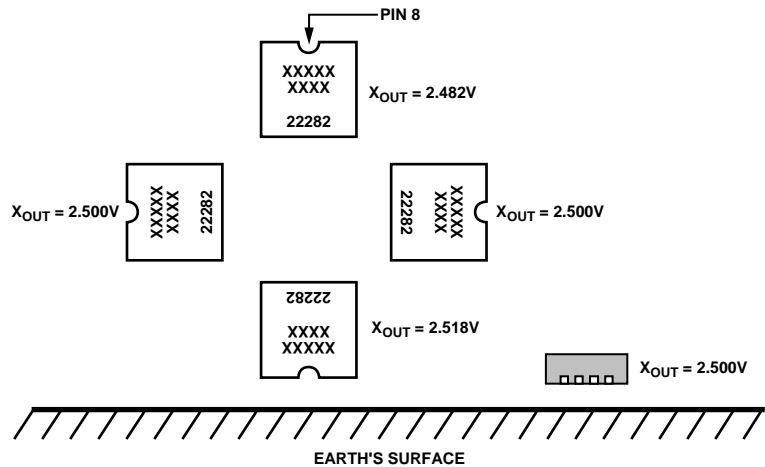 PIN 8
XXXXX
XXXX
22282
XOUT = 2.482V
XOUT = 2.500V
XXXXX
XXXX
22282
22282
XXXX
XXXXX
XOUT = 2.500V
22282
XXXX
XXXXX
XOUT = 2.518V
XOUT = 2.500V
EARTH'S SURFACE